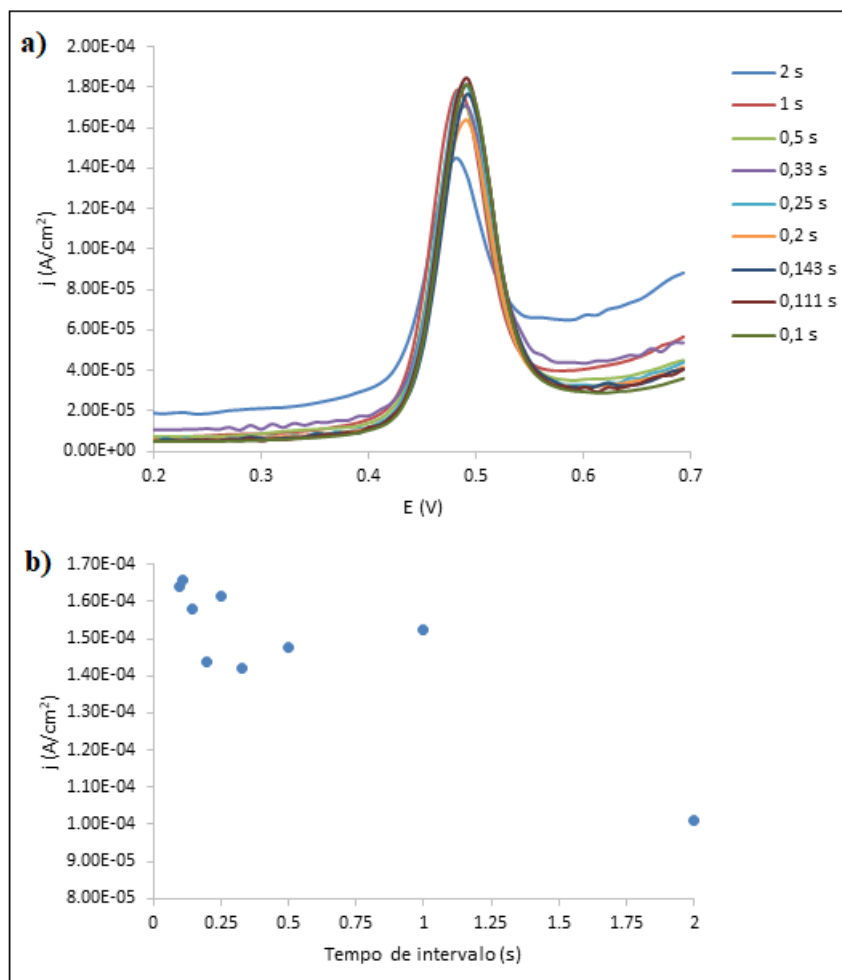 a)
2.00E-04
1.80E-04
1.60E-04
1.40E-04
1.20E-04
1.00E-04
8.00E-05
6.00E-05
4.00E-05
2.00E-05
0.00E+00
j (A/cm²)
0.2 0.3 0.4 0.5 0.6 0.7
E (V)
2 s
1 s
0,5 s
0,33 s
0,25 s
0,2 s
0,143 s
0,111 s
0,1 s
b)
1.70E-04
1.60E-04
1.50E-04
1.40E-04
1.30E-04
1.20E-04
1.10E-04
1.00E-04
9.00E-05
8.00E-05
j (A/cm²)
0 0.25 0.5 0.75 1 1.25 1.5 1.75 2
Tempo de intervalo (s)